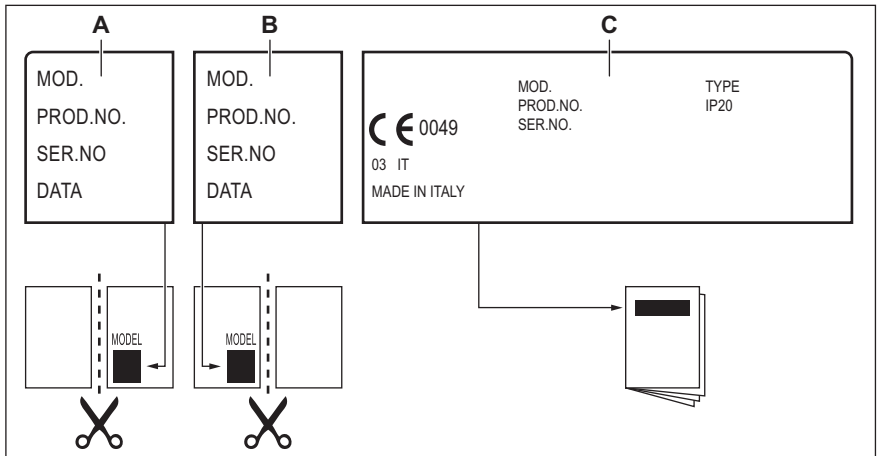 A
B
C
MOD.
PROD.NO.
SER.NO
DATA
MOD.
PROD.NO.
SER.NO
DATA
MOD.
PROD.NO.
SER.NO.
TYPE
IP20
CE 0049
03 IT
MADE IN ITALY
MODEL
MODEL